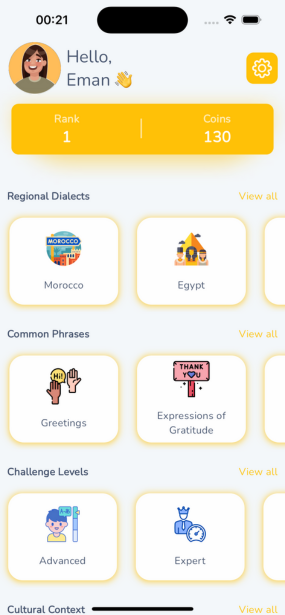 00:21
Hello,
Eman 👋
Rank
Coins
1
130
Regional Dialects
View all
MOROCCO
Morocco
Egypt
Common Phrases
View all
Hi!
Greetings
THANK
YOU
Expressions of
Gratitude
Challenge Levels
View all
Advanced
Expert
Cultural Context
View all